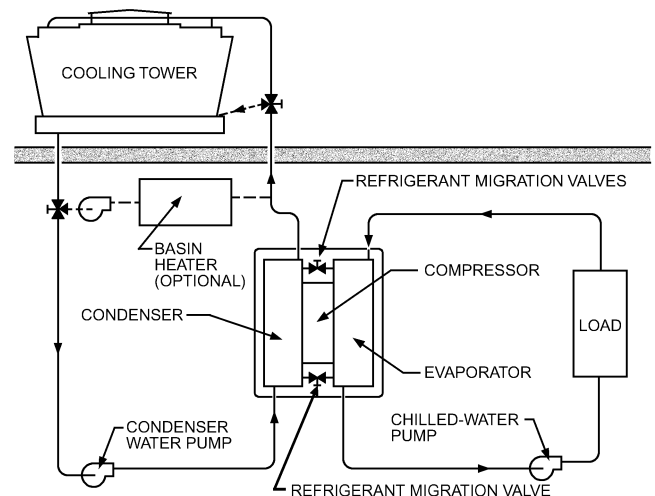 COOLING TOWER
REFRIGERANT MIGRATION VALVES
BASIN
HEATER
(OPTIONAL)
COMPRESSOR
CONDENSER
LOAD
EVAPORATOR
CONDENSER
WATER PUMP
CHILLED-WATER
PUMP
REFRIGERANT MIGRATION VALVE